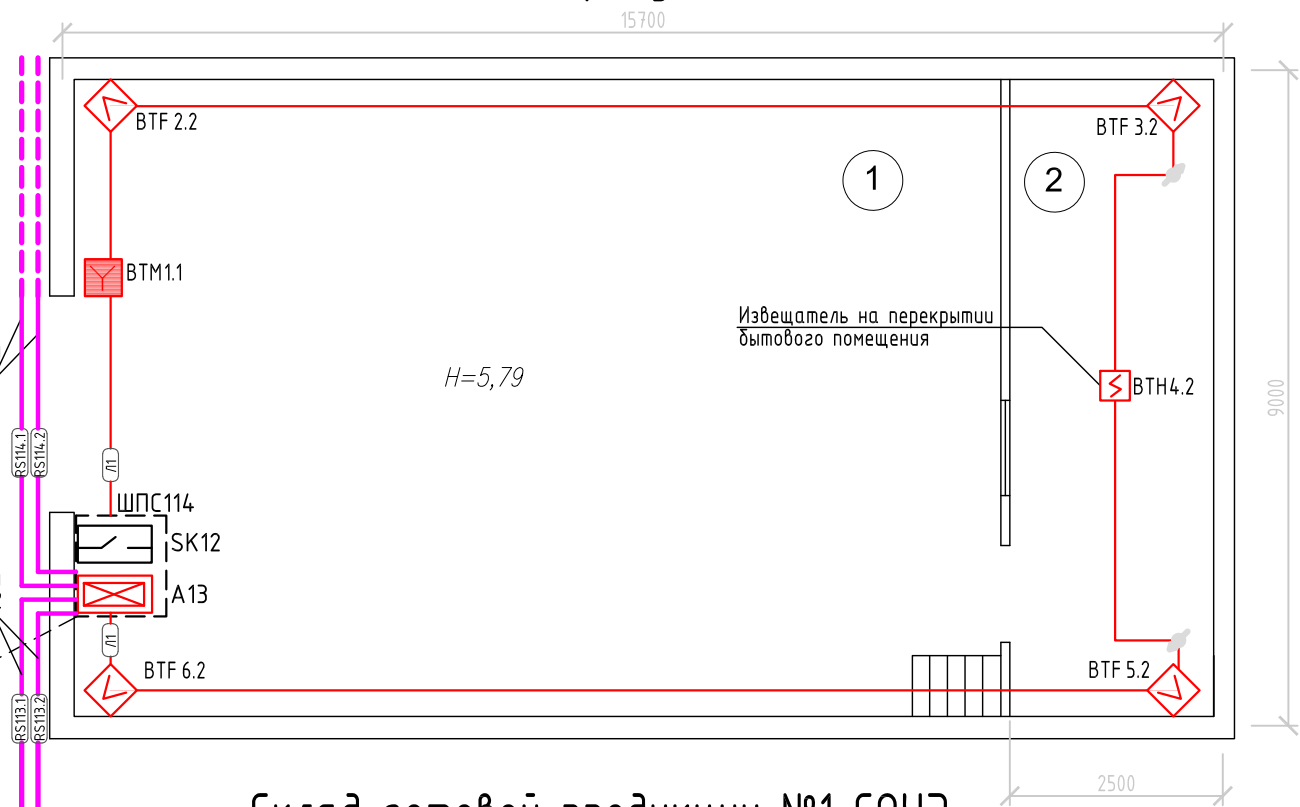 15700
BTF 2.2
BTF 3.2
1
2
BTM1.1
Извещатель на перекрытии
бытового помещения
H=5,79
BTH4.2
9000
RS114.1
RS114.2
Л1
ШПС114
SK12
A13
Л1
BTF 6.2
BTF 5.2
RS113.1
RS113.2
2500